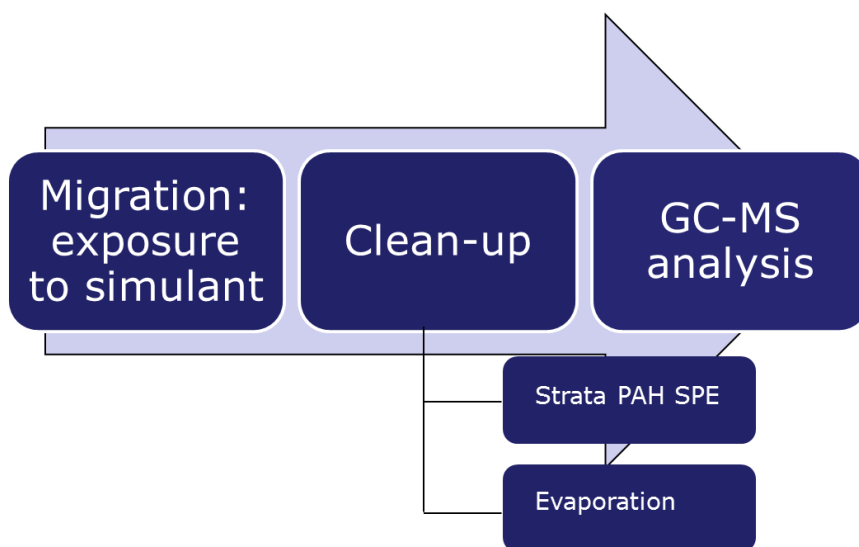 Migration:
exposure
to simulant
Clean-up
GC-MS
analysis
Strata PAH SPE
Evaporation